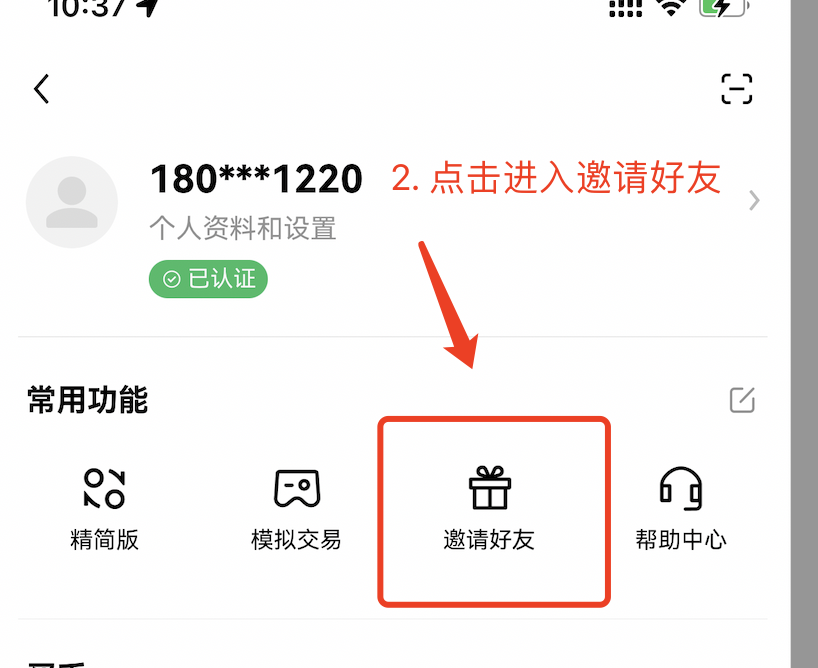 10:37
180***1220
2. 点击进入邀请好友
个人资料和设置
已认证
常用功能
精简版
模拟交易
邀请好友
帮助中心